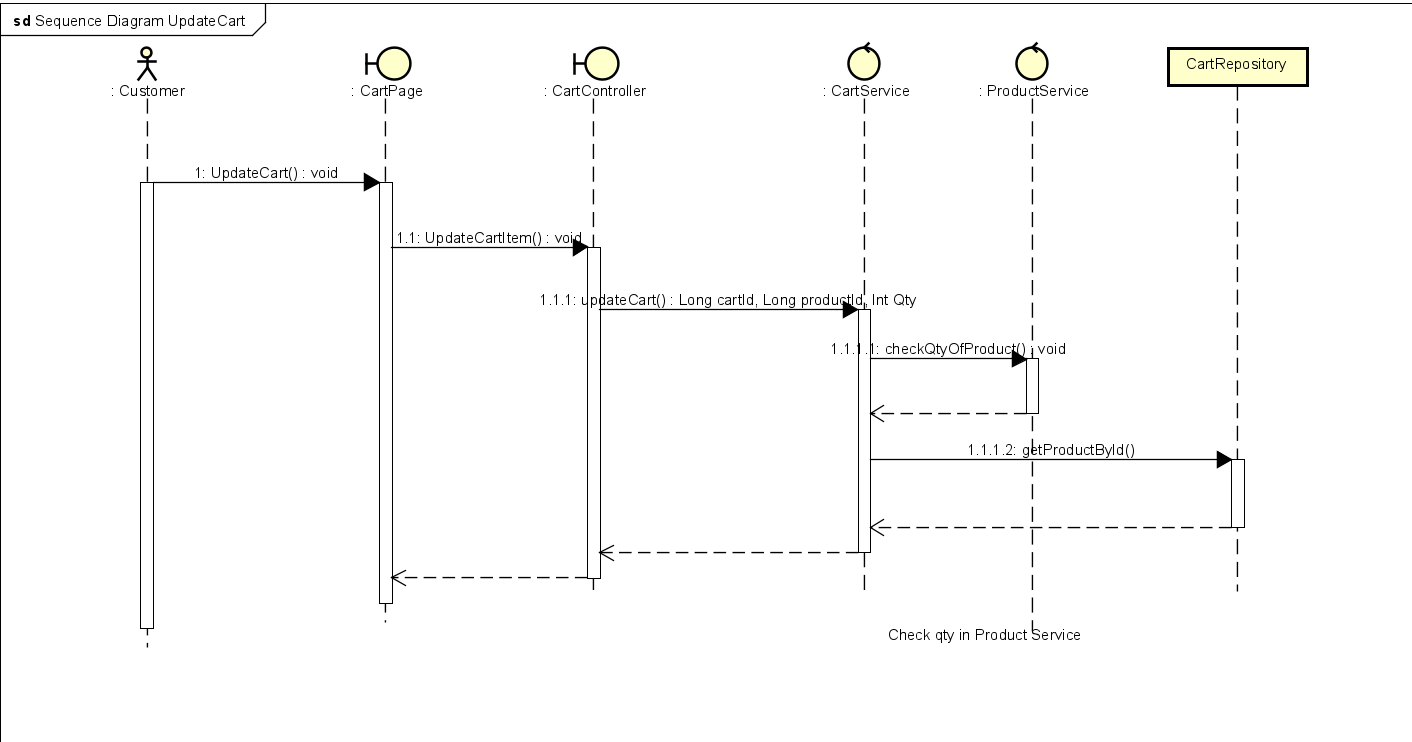 sd Sequence Diagram UpdateCart
: Customer
: CartPage
: CartController
: CartService
: ProductService
CartRepository
1: UpdateCart() : void
1.1: UpdateCartItem() : void
1.1.1: updateCart() : Long cartId, Long productId, Int Qty
1.1.1.1: checkQtyOfProduct() : void
1.1.1.2: getProductById()
Check qty in Product Service